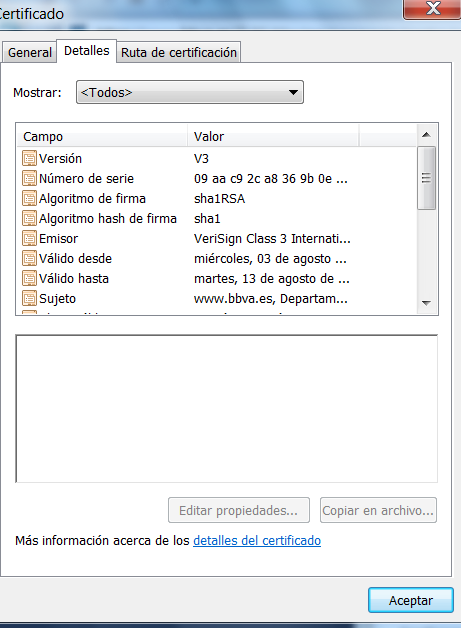 Certificado
General Detalles Ruta de certificación
Mostrar: <Todos>
Campo Valor
Versión V3
Número de serie 09 aa c9 2c a8 36 9b 0e ...
Algoritmo de firma sha1RSA
Algoritmo hash de firma sha1
Emisor VeriSign Class 3 Internati...
Válido desde miércoles, 03 de agosto ...
Válido hasta martes, 13 de agosto de ...
Sujeto www.bbva.es, Departam...
Editar propiedades... Copiar en archivo...
Más información acerca de los detalles del certificado
Aceptar